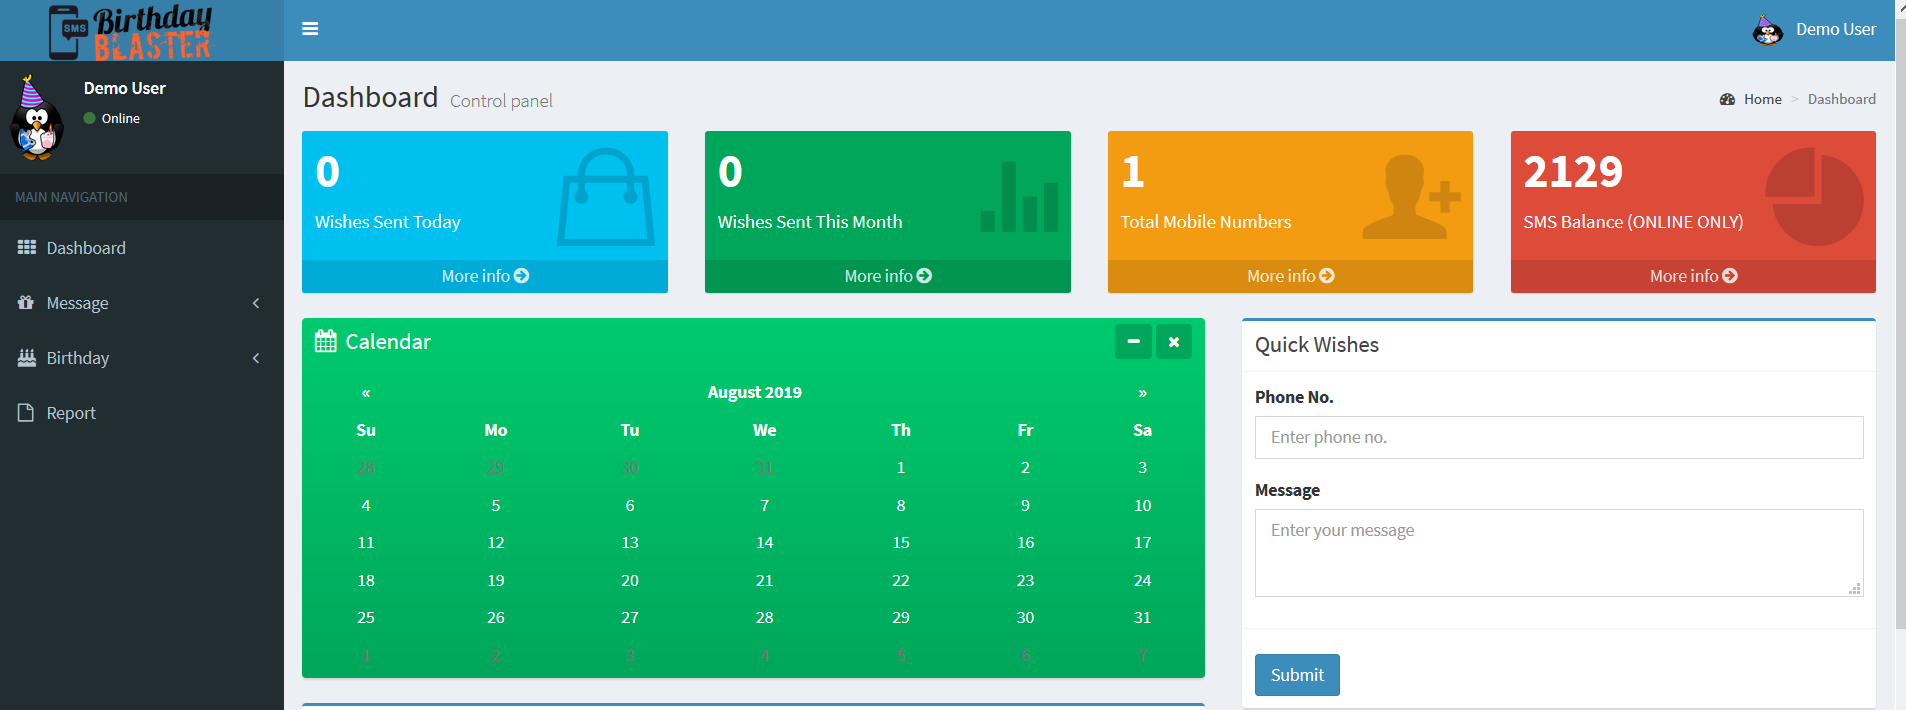 SMS
Birthday
BLASTER
Demo User
Demo User
Online
MAIN NAVIGATION
Dashboard
Message
Birthday
Report
Dashboard Control panel
Home > Dashboard
0
Wishes Sent Today
More info
0
Wishes Sent This Month
More info
1
Total Mobile Numbers
More info
2129
SMS Balance (ONLINE ONLY)
More info
Calendar
« August 2019 »
Su Mo Tu We Th Fr Sa
28 29 30 31 1 2 3
4 5 6 7 8 9 10
11 12 13 14 15 16 17
18 19 20 21 22 23 24
25 26 27 28 29 30 31
1 2 3 4 5 6 7
Quick Wishes
Phone No.
Enter phone no.
Message
Enter your message
Submit